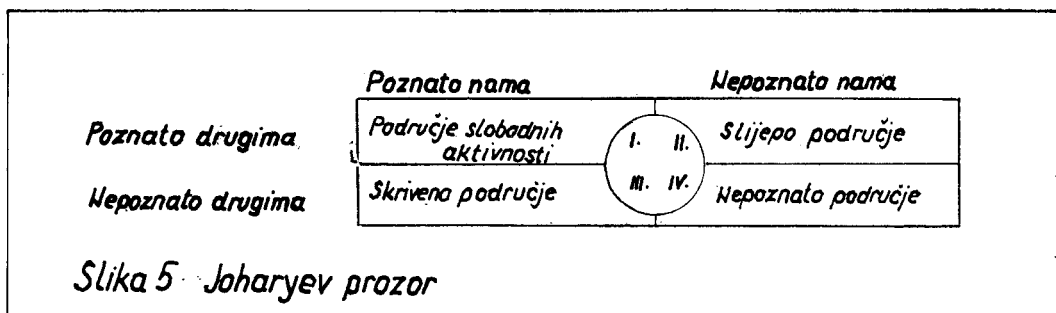 Poznato nama Nepoznato nama
Poznato drugima Područje slobodnih aktivnosti I. II. Slijepo područje
Nepoznato drugima Skriveno područje III. IV. Nepoznato područje
Slika 5 Joharyev prozor